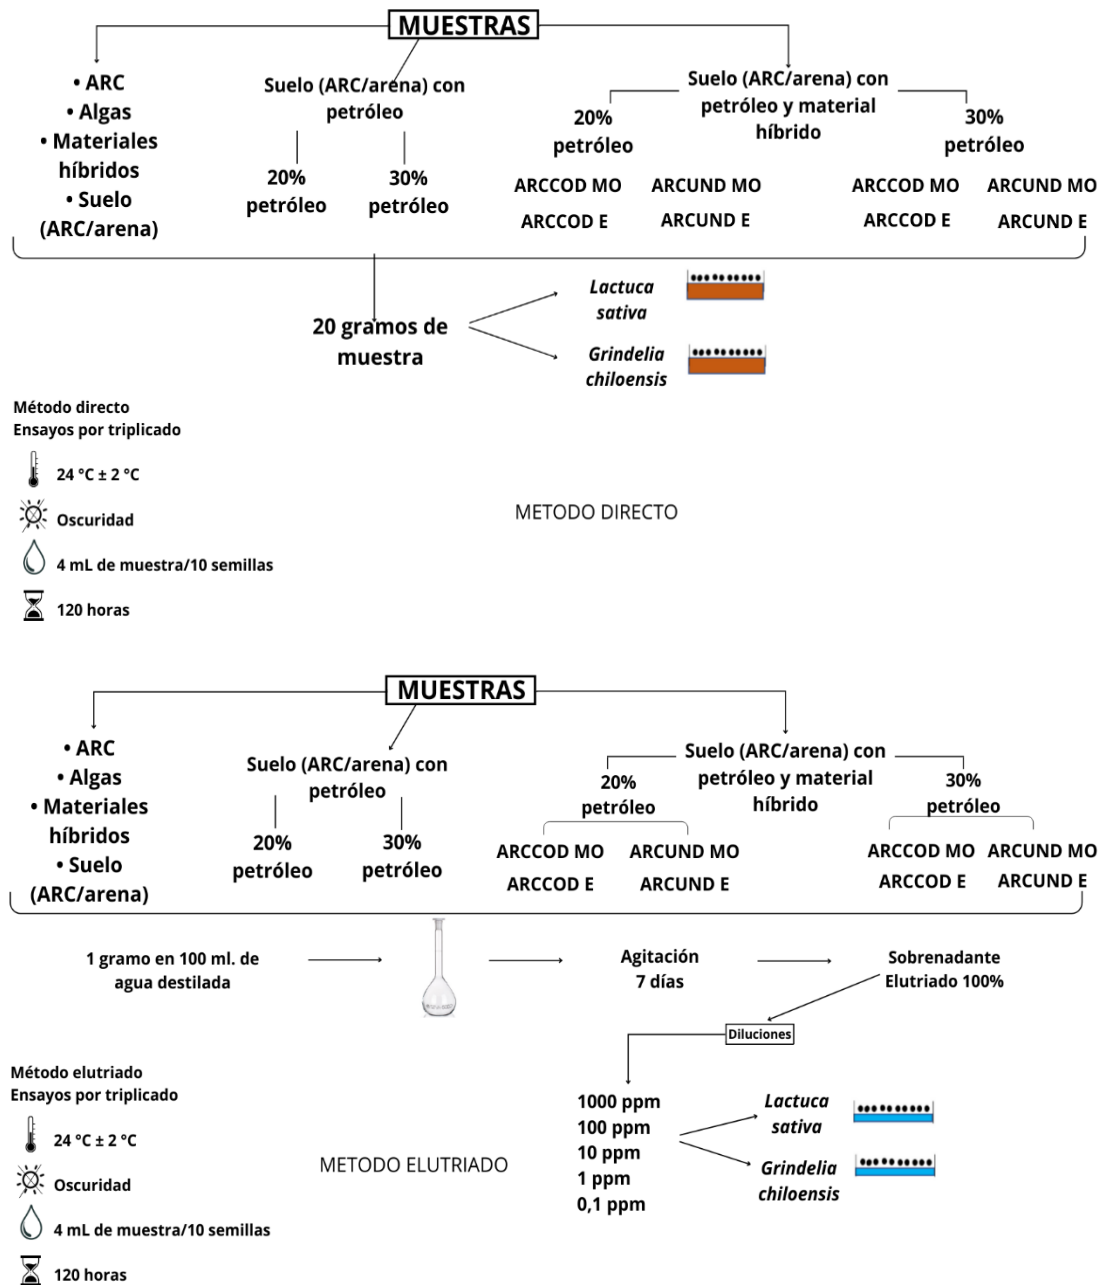 MUESTRAS
• ARC
• Algas
• Materiales
híbridos
• Suelo
(ARC/arena)
Suelo (ARC/arena) con
petróleo
20%
petróleo
30%
petróleo
Suelo (ARC/arena) con
petróleo y material
híbrido
20%
petróleo
ARCCOD MO ARCUND MO
ARCCOD E ARCUND E
30%
petróleo
ARCCOD MO ARCUND MO
ARCCOD E ARCUND E
20 gramos de
muestra
Lactuca
sativa
Grindelia
chiloensis
Método directo
Ensayos por triplicado
24 °C ± 2 °C
Oscuridad
4 mL de muestra/10 semillas
120 horas
METODO DIRECTO
MUESTRAS
• ARC
• Algas
• Materiales
híbridos
• Suelo
(ARC/arena)
Suelo (ARC/arena) con
petróleo
20%
petróleo
30%
petróleo
Suelo (ARC/arena) con
petróleo y material
híbrido
20%
petróleo
ARCCOD MO ARCUND MO
ARCCOD E ARCUND E
30%
petróleo
ARCCOD MO ARCUND MO
ARCCOD E ARCUND E
1 gramo en 100 ml. de
agua destilada
Agitación
7 días
Sobrenadante
Elutriado 100%
Diluciones
1000 ppm
100 ppm
10 ppm
1 ppm
0,1 ppm
Lactuca
sativa
Grindelia
chiloensis
Método elutriado
Ensayos por triplicado
24 °C ± 2 °C
Oscuridad
4 mL de muestra/10 semillas
120 horas
METODO ELUTRIADO